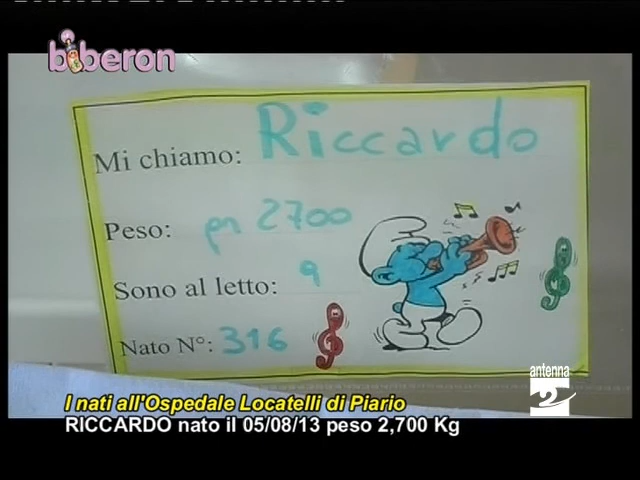 biberon
Mi chiamo: Riccardo
Peso: gr 2700
Sono al letto: 9
Nato N°: 316
antenna
2
I nati all'Ospedale Locatelli di Piario
RICCARDO nato il 05/08/13 peso 2,700 Kg